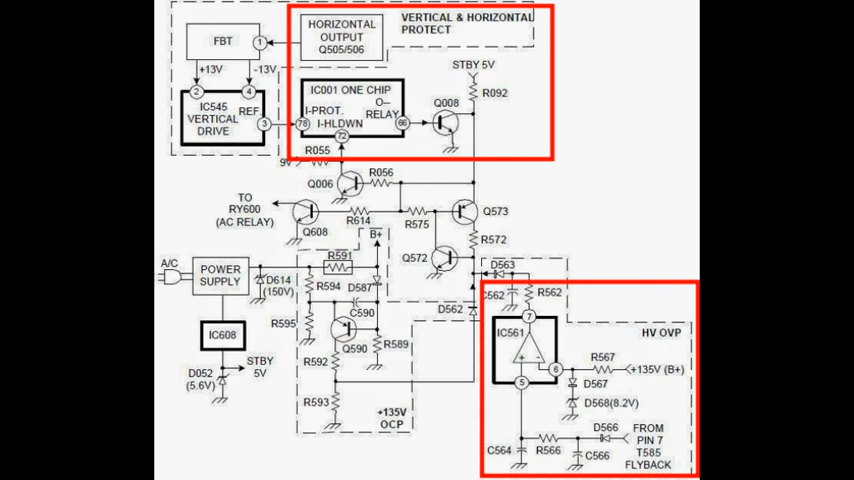 HORIZONTAL
OUTPUT
Q505/506
VERTICAL & HORIZONTAL
PROTECT
FBT
1
+13V
-13V
STBY 5V
2
4
IC545
VERTICAL
DRIVE
REF.
3
IC001 ONE CHIP
O--
RELAY
I-PROT.
I-HLDWN
78
66
72
Q008
R092
R055
9V
Q006
R056
TO
RY600
(AC RELAY)
Q608
R614
R575
Q573
R572
Q572
B+
R591
A/C
POWER
SUPPLY
D614
(150V)
R594
D587
C590
R595
Q590
R589
IC608
R592
STBY
5V
D052
(5.6V)
R593
+135V
OCP
D563
C562
R562
D562
7
IC561
HV OVP
+
-
6
R567
+135V (B+)
D567
D568(8.2V)
5
D566
FROM
PIN 7
T585
FLYBACK
R566
C564
C566